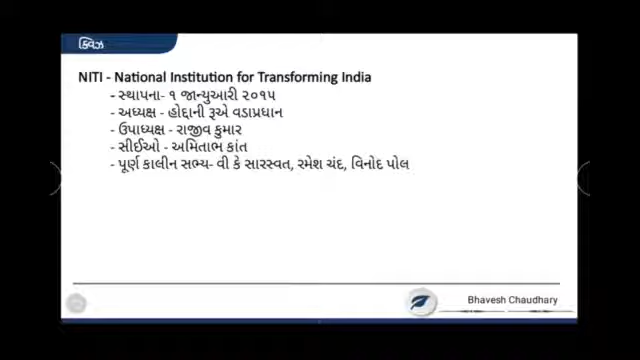 ક્વિઝ
NITI - National Institution for Transforming India
- સ્થાપના- ૧ જાન્યુઆરી ૨૦૧૫
- અધ્યક્ષ - હોદ્દાની રૂએ વડાપ્રધાન
- ઉપાધ્યક્ષ - રાજીવ કુમાર
- સીઈઓ - અમિતાભ કાંત
- પૂર્ણ કાલીન સભ્ય- વી કે સારસ્વત, રમેશ ચંદ, વિનોદ પોલ
Bhavesh Chaudhary